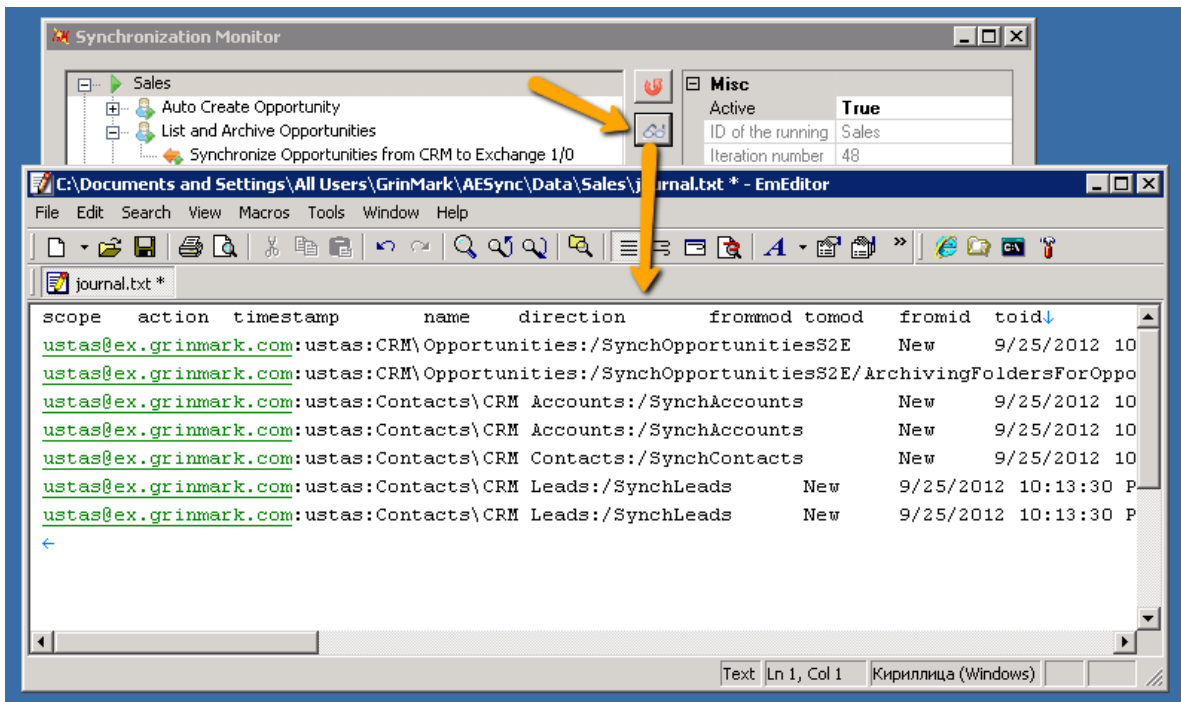 Synchronization Monitor
Sales
Auto Create Opportunity
List and Archive Opportunities
Synchronize Opportunities from CRM to Exchange 1/0
Misc
Active True
ID of the running Sales
Iteration number 48
C:\Documents and Settings\All Users\GrinMark\AESync\Data\Sales\journal.txt * - EmEditor
File Edit Search View Macros Tools Window Help
journal.txt *
scope action timestamp name direction frommod tomod fromid toid↓
ustas@ex.grinmark.com:ustas:CRM\Opportunities:/SynchOpportunitiesS2E New 9/25/2012 10
ustas@ex.grinmark.com:ustas:CRM\Opportunities:/SynchOpportunitiesS2E/ArchivingFoldersForOppo
ustas@ex.grinmark.com:ustas:Contacts\CRM Accounts:/SynchAccounts New 9/25/2012 10
ustas@ex.grinmark.com:ustas:Contacts\CRM Accounts:/SynchAccounts New 9/25/2012 10
ustas@ex.grinmark.com:ustas:Contacts\CRM Contacts:/SynchContacts New 9/25/2012 10
ustas@ex.grinmark.com:ustas:Contacts\CRM Leads:/SynchLeads New 9/25/2012 10:13:30 P
ustas@ex.grinmark.com:ustas:Contacts\CRM Leads:/SynchLeads New 9/25/2012 10:13:30 P
←
Text Ln 1, Col 1 Кириллица (Windows)